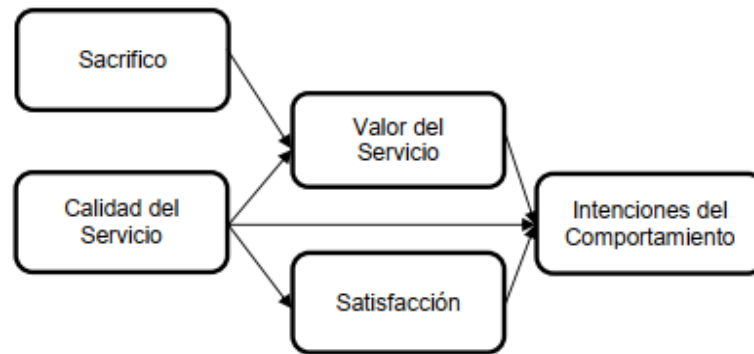 Sacrifico
Valor del
Servicio
Calidad del
Servicio
Intenciones del
Comportamiento
Satisfacción